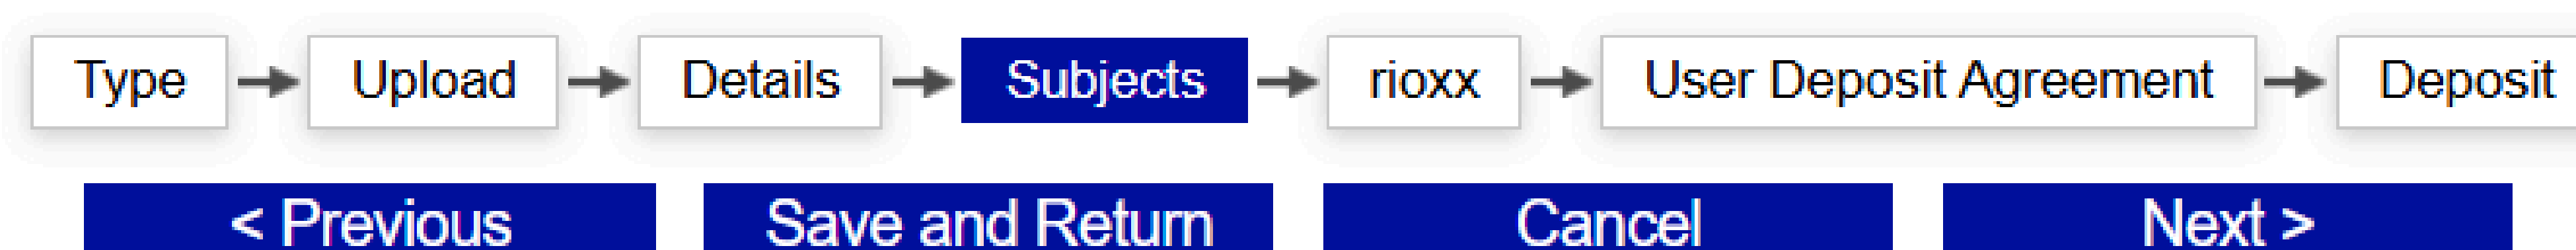 Type Upload Details Subjects rioxx User Deposit Agreement Deposit
< Previous Save and Return Cancel Next >